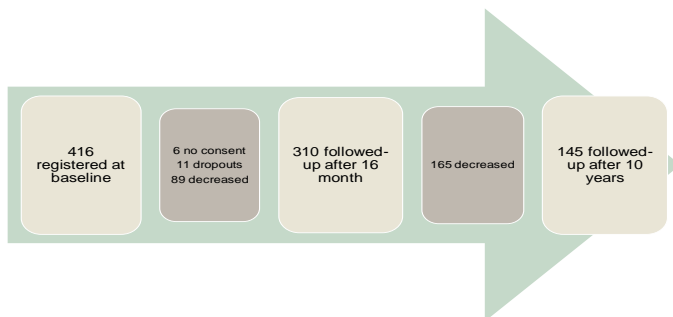 416
registered at
baseline
6 no consent
11 dropouts
89 decreased
310 followed-
up after 16
month
165 decreased
145 followed-
up after 10
years